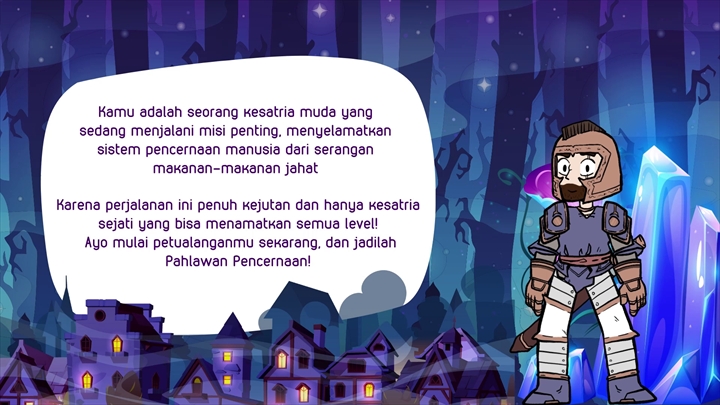 Kamu adalah seorang kesatria muda yang
sedang menjalani misi penting, menyelamatkan
sistem pencernaan manusia dari serangan
makanan-makanan jahat
Karena perjalanan ini penuh kejutan dan hanya kesatria
sejati yang bisa menamatkan semua level!
Ayo mulai petualanganmu sekarang, dan jadilah
Pahlawan Pencernaan!